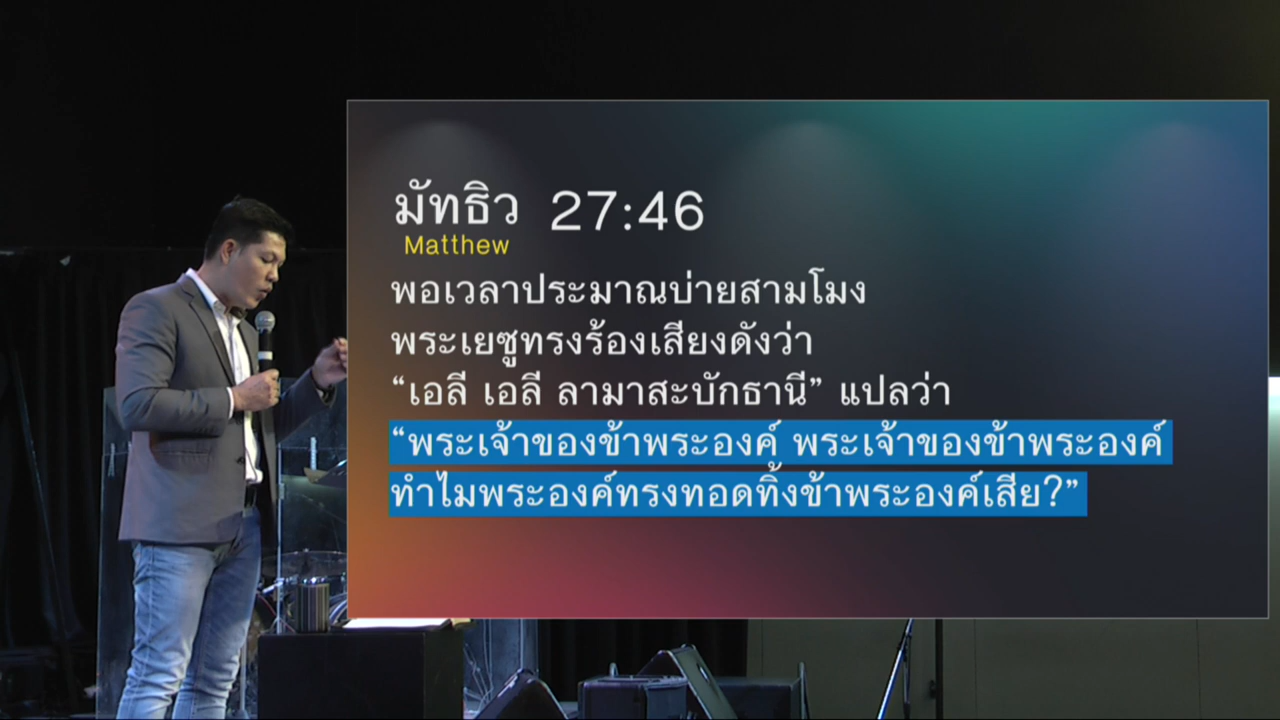 มัทธิว 27:46
Matthew
พอเวลาประมาณบ่ายสามโมง
พระเยซูทรงร้องเสียงดังว่า
“เอลี เอลี ลามาสะบักธานี” แปลว่า
“พระเจ้าของข้าพระองค์ พระเจ้าของข้าพระองค์
ทำไมพระองค์ทรงทอดทิ้งข้าพระองค์เสีย?”